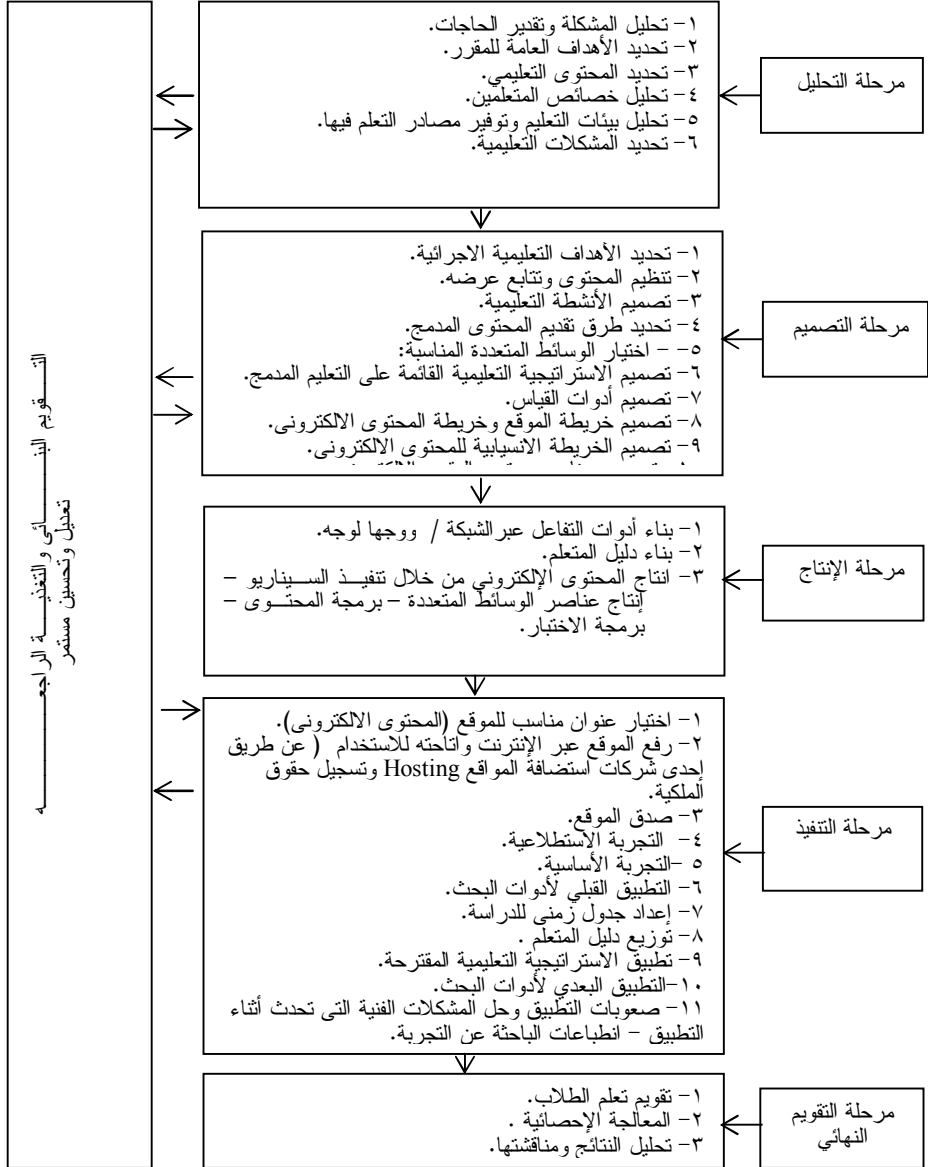 مرحلة التحليل
١- تحليل المشكلة وتقدير الحاجات.
٢- تحديد الأهداف العامة للمقرر.
٣- تحديد المحتوى التعليمي.
٤- تحليل خصائص المتعلمين.
٥- تحليل بيئات التعليم وتوفير مصادر التعلم فيها.
٦- تحديد المشكلات التعليمية.
مرحلة التصميم
١- تحديد الأهداف التعليمية الاجرائية.
٢- تنظيم المحتوى وتتابع عرضه.
٣- تصميم الأنشطة التعليمية.
٤- تحديد طرق تقديم المحتوى المدمج.
٥- - اختيار الوسائط المتعددة المناسبة:
٦- تصميم الاستراتيجية التعليمية القائمة على التعليم المدمج.
٧- تصميم أدوات القياس.
٨- تصميم خريطة الموقع وخريطة المحتوى الالكترونى.
٩- تصميم الخريطة الانسيابية للمحتوى الالكترونى.
مرحلة الإنتاج
١- بناء أدوات التفاعل عبرالشبكة / ووجها لوجه.
٢- بناء دليل المتعلم.
٣- انتاج المحتوى الإلكتروني من خلال تنفيـــذ الســـيناريو –
إنتاج عناصر الوسائط المتعددة – برمجة المحتـــوى –
برمجة الاختبار.
مرحلة التنفيذ
١- اختيار عنوان مناسب للموقع (المحتوى الالكترونى).
٢- رفع الموقع عبر الإنترنت واتاحته للاستخدام ( عن طريق
إحدى شركات استضافة المواقع Hosting وتسجيل حقوق
الملكية.
٣- صدق الموقع.
٤- التجربة الاستطلاعية.
٥ -التجربة الأساسية.
٦- التطبيق القبلي لأدوات البحث.
٧- إعداد جدول زمنى للدراسة.
٨- توزيع دليل المتعلم .
٩- تطبيق الاستراتيجية التعليمية المقترحة.
١٠-التطبيق البعدي لأدوات البحث.
١١- صعوبات التطبيق وحل المشكلات الفنية التى تحدث أثناء
التطبيق – انطباعات الباحثة عن التجربة.
مرحلة التقويم
النهائي
١- تقويم تعلم الطلاب.
٢- المعالجة الإحصائية .
٣- تحليل النتائج ومناقشتها.
التـــقويم البنـــــائى والتغذيـــــة الراجعـــــــــه
تعديل وتحسين مستمر